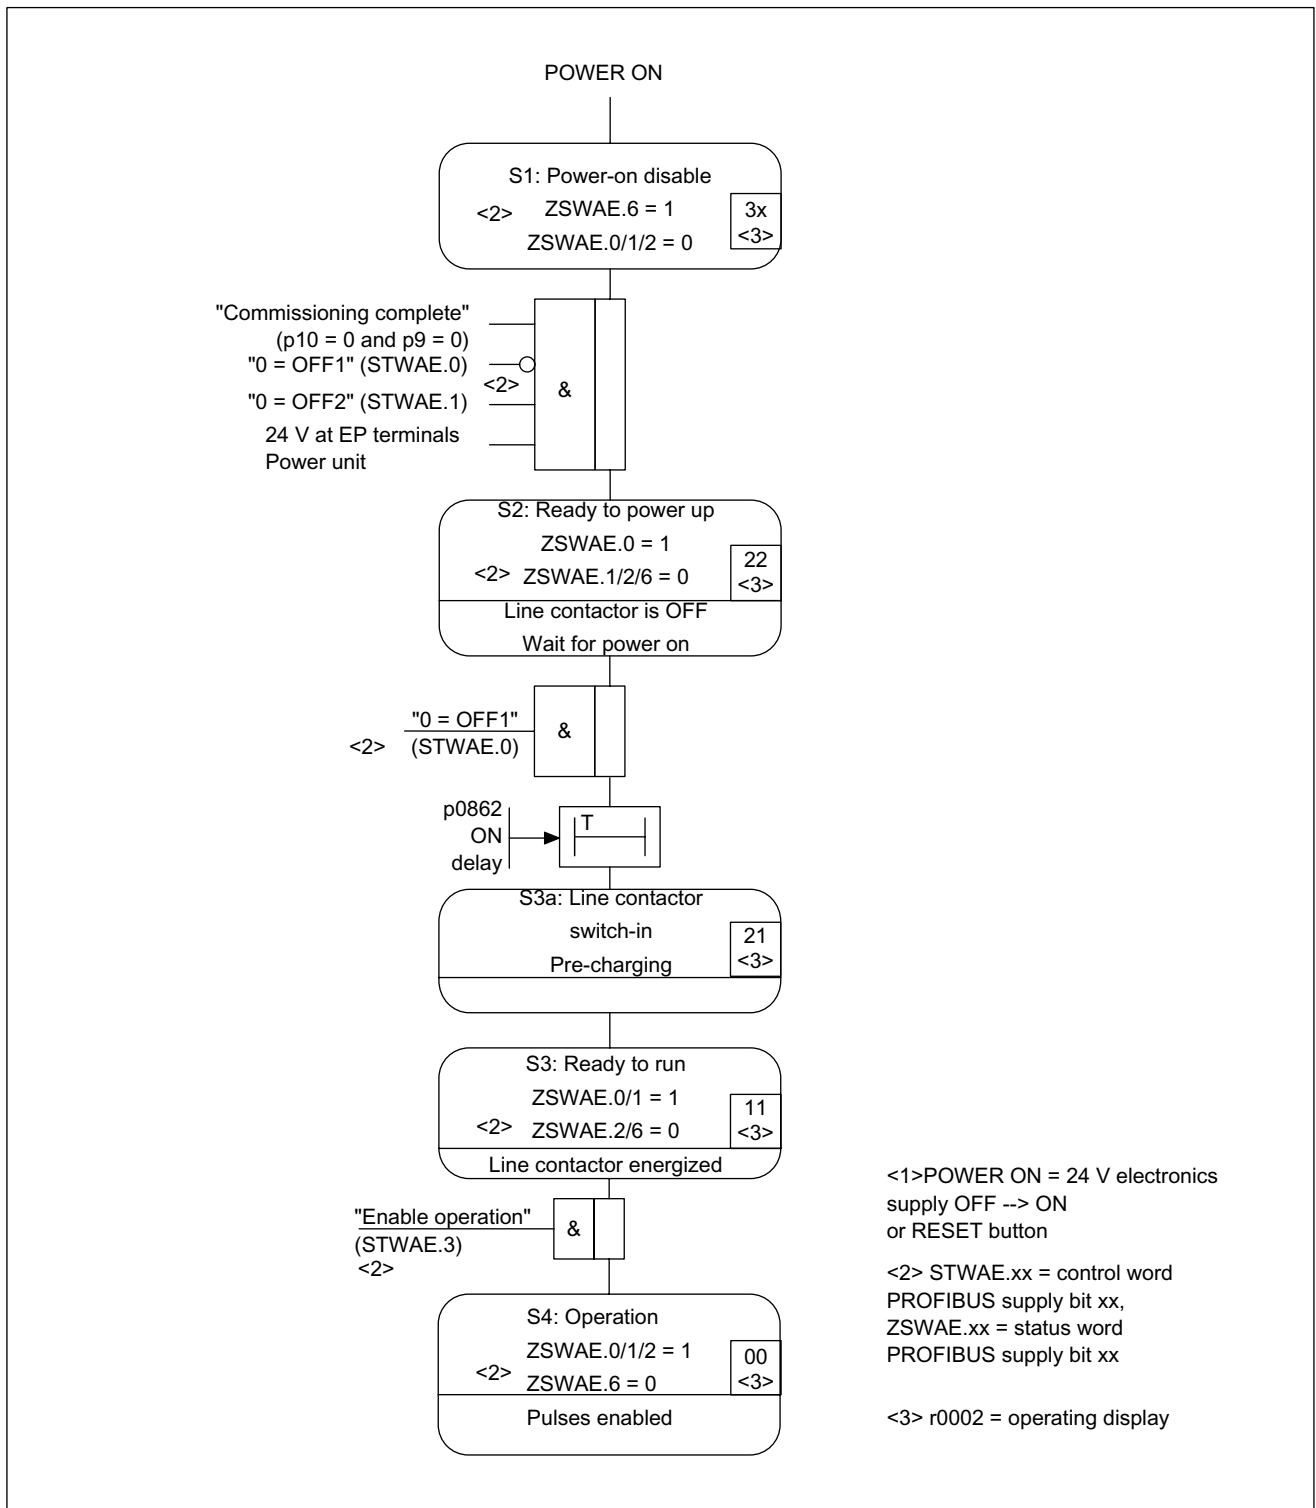 POWER ON
S1: Power-on disable
<2> ZSWAE.6 = 1
ZSWAE.0/1/2 = 0
3x
<3>
"Commissioning complete"
(p10 = 0 and p9 = 0)
"0 = OFF1" (STWAE.0)
<2>
"0 = OFF2" (STWAE.1)
24 V at EP terminals
Power unit
&
S2: Ready to power up
ZSWAE.0 = 1
<2> ZSWAE.1/2/6 = 0
22
<3>
Line contactor is OFF
Wait for power on
"0 = OFF1"
<2> (STWAE.0)
&
p0862
ON
delay
T
S3a: Line contactor
switch-in
Pre-charging
21
<3>
S3: Ready to run
ZSWAE.0/1 = 1
<2> ZSWAE.2/6 = 0
11
<3>
Line contactor energized
"Enable operation"
(STWAE.3)
<2>
&
S4: Operation
ZSWAE.0/1/2 = 1
<2> ZSWAE.6 = 0
00
<3>
Pulses enabled
<1>POWER ON = 24 V electronics
supply OFF --> ON
or RESET button
<2> STWAE.xx = control word
PROFIBUS supply bit xx,
ZSWAE.xx = status word
PROFIBUS supply bit xx
<3> r0002 = operating display